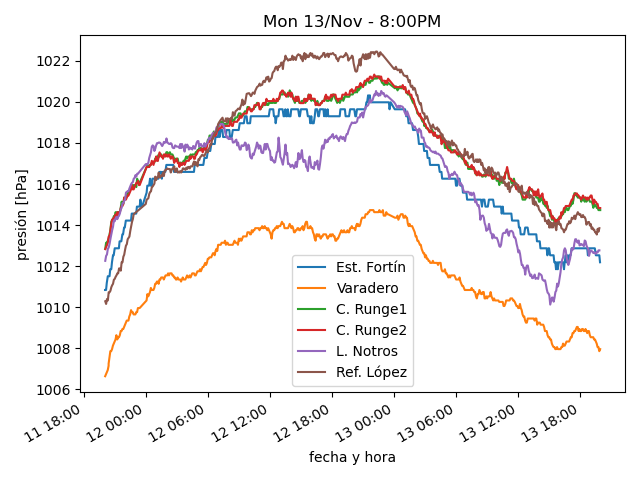 Mon 13/Nov - 8:00PM
presión [hPa]
1022
1020
1018
1016
1014
1012
1010
1008
1006
Est. Fortín
Varadero
C. Runge1
C. Runge2
L. Notros
Ref. López
11 18:00
12 00:00
12 06:00
12 12:00
12 18:00
13 00:00
13 06:00
13 12:00
13 18:00
fecha y hora